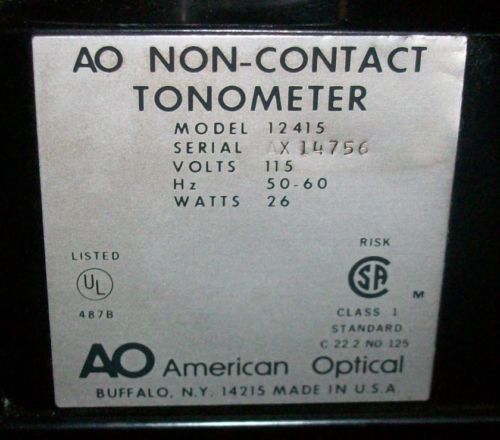 AO NON-CONTACT
TONOMETER
MODEL 12415
SERIAL AX 14756
VOLTS 115
Hz 50-60
WATTS 26
LISTED
UL
487B
RISK
CSA
M
CLASS 1
STANDARD
C 22.2 NO 125
AO American Optical
BUFFALO, N.Y. 14215 MADE IN U.S.A.